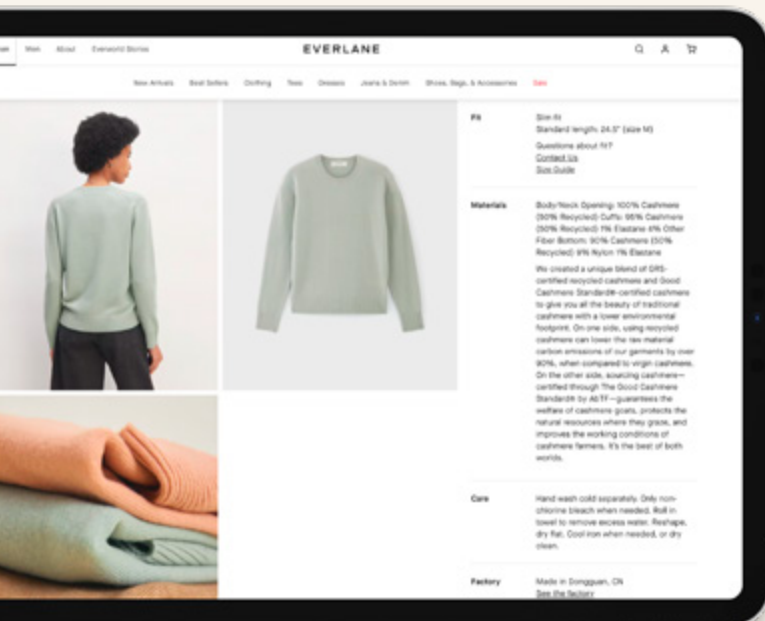 Men About Everworld Stories
EVERLANE
New Arrivals Best Sellers Clothing Tees Dresses Jeans & Denim Shoes, Bags, & Accessories Sale
Fit
Slim fit
Standard length: 24.5" (size M)
Questions about fit?
Contact Us
Size Guide
Materials
Body/Neck Opening: 100% Cashmere
(50% Recycled) Cuffs: 95% Cashmere
(50% Recycled) 1% Elastane 4% Other
Fiber Bottom: 90% Cashmere (50%
Recycled) 9% Nylon 1% Elastane
We created a unique blend of GRS-
certified recycled cashmere and Good
Cashmere Standard®-certified cashmere
to give you all the beauty of traditional
cashmere with a lower environmental
footprint. On one side, using recycled
cashmere can lower the raw material
carbon emissions of our garments by over
90%, when compared to virgin cashmere.
On the other side, sourcing cashmere—
certified through The Good Cashmere
Standard® by AbTF—guarantees the
welfare of cashmere goats, protects the
natural resources where they graze, and
improves the working conditions of
cashmere farmers. It's the best of both
worlds.
Care
Hand wash cold separately. Only non-
chlorine bleach when needed. Roll in
towel to remove excess water. Reshape,
dry flat. Cool iron when needed, or dry
clean.
Factory
Made in Dongguan, CN
See the factory